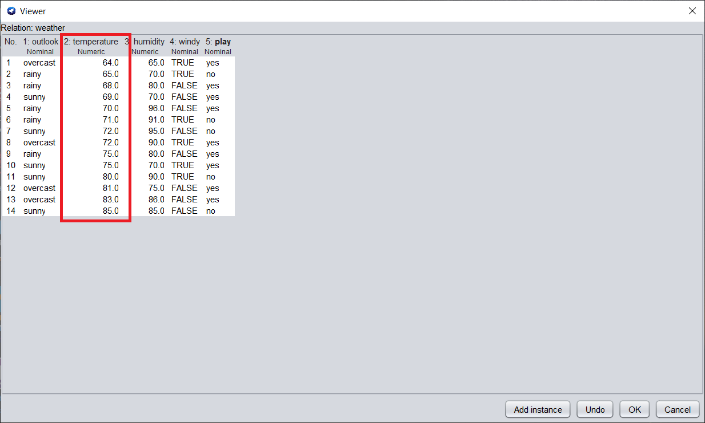 Viewer
Relation: weather
No. 1: outlook 2: temperature 3: humidity 4: windy 5: play
Nominal Numeric Numeric Nominal Nominal
1 overcast 64.0 65.0 TRUE yes
2 rainy 65.0 70.0 TRUE no
3 rainy 68.0 80.0 FALSE yes
4 sunny 69.0 70.0 FALSE yes
5 rainy 70.0 96.0 FALSE yes
6 rainy 71.0 91.0 TRUE no
7 sunny 72.0 95.0 FALSE no
8 overcast 72.0 90.0 TRUE yes
9 rainy 75.0 80.0 FALSE yes
10 sunny 75.0 70.0 TRUE yes
11 sunny 80.0 90.0 TRUE no
12 overcast 81.0 75.0 FALSE yes
13 overcast 83.0 86.0 FALSE yes
14 sunny 85.0 85.0 FALSE no
Add instance Undo OK Cancel